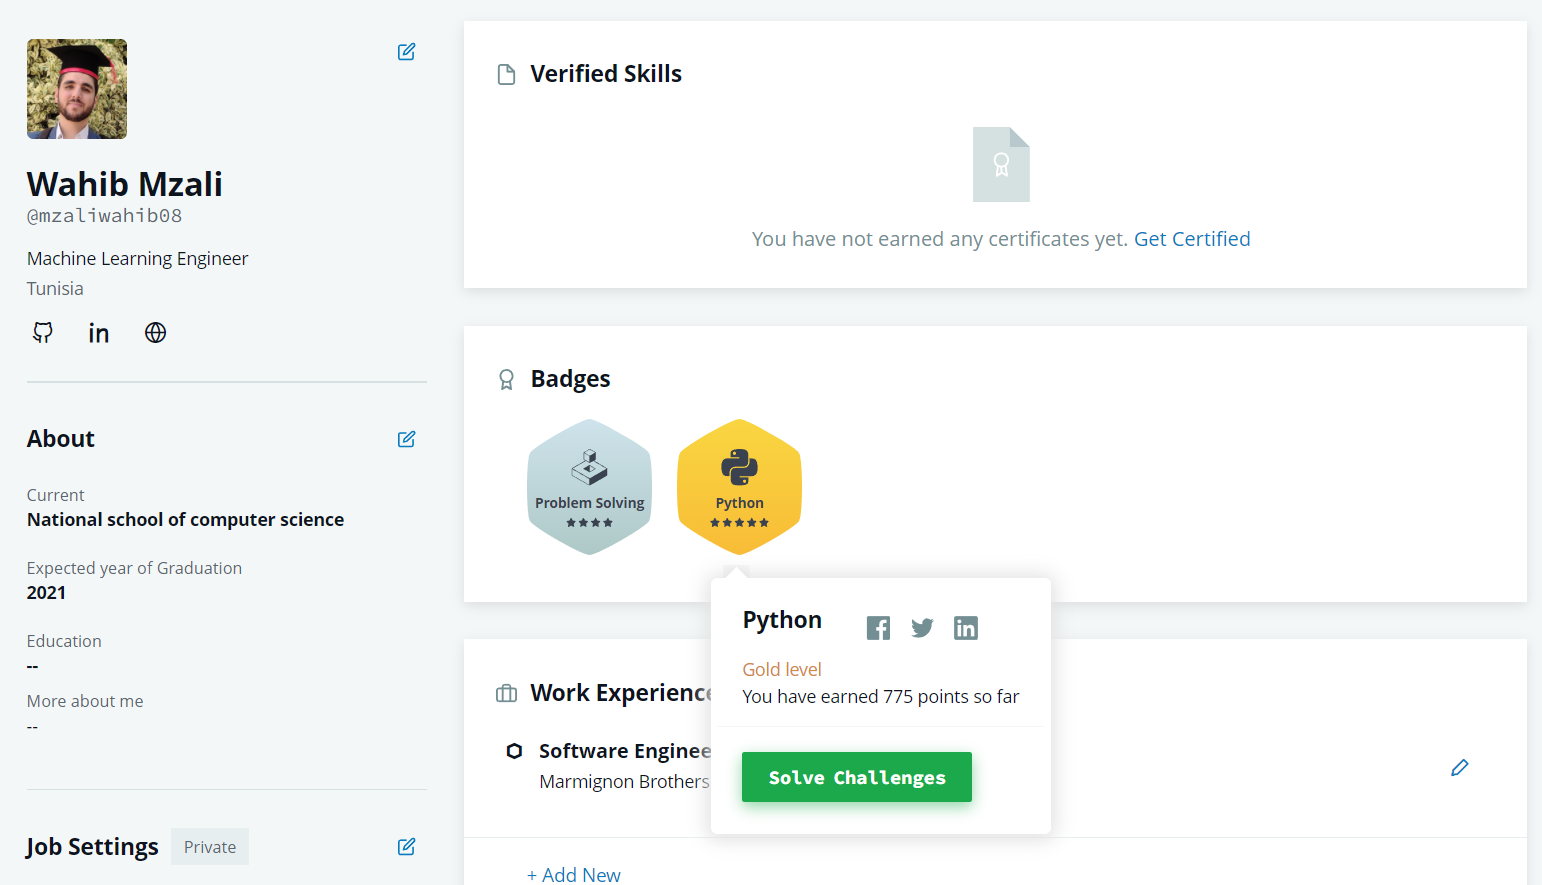 Wahib Mzali
@mzaliwahib08
Machine Learning Engineer
Tunisia
in
About
Current
National school of computer science
Expected year of Graduation
2021
Education
--
More about me
--
Job Settings
Private
Verified Skills
You have not earned any certificates yet. Get Certified
Badges
Problem Solving
Python
Python
in
Gold level
You have earned 775 points so far
Solve Challenges
Work Experience
Software Enginee
Marmignon Brothers
+ Add New